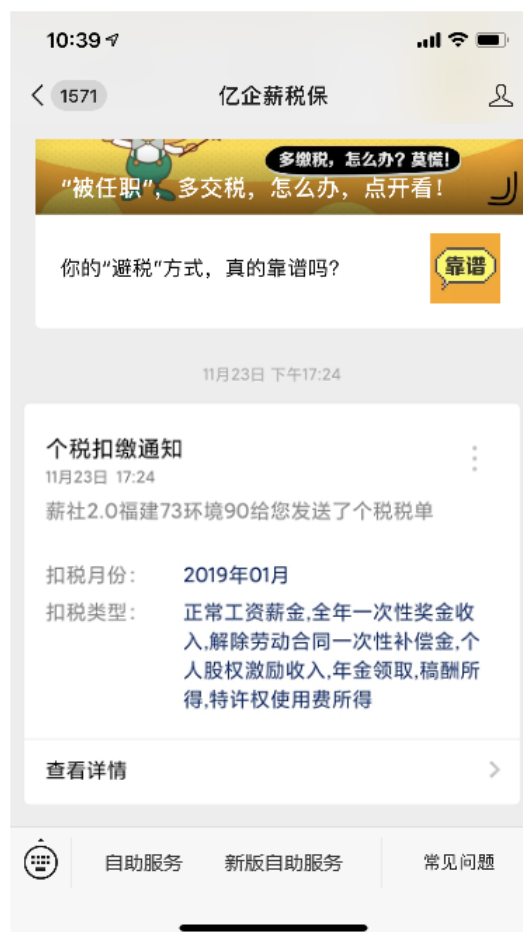 10:39
1571
亿企薪税保
多缴税，怎么办？莫慌！
“被任职”，多交税，怎么办，点开看！
你的“避税”方式，真的靠谱吗？
靠谱
11月23日 下午17:24
个税扣缴通知
11月23日 17:24
薪社2.0福建73环境90给您发送了个税税单
扣税月份： 2019年01月
扣税类型： 正常工资薪金,全年一次性奖金收
入,解除劳动合同一次性补偿金,个
人股权激励收入,年金领取,稿酬所
得,特许权使用费所得
查看详情
自助服务 新版自助服务 常见问题